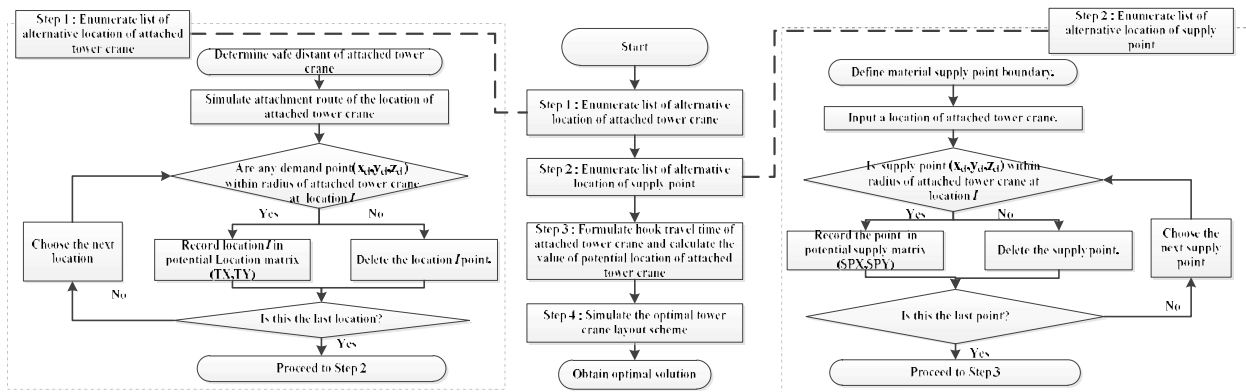 Step 1 : Enumerate list of
alternative location of attached
tower crane
Determine safe distant of attached tower
crane
Simulate attachment route of the location of
attached tower crane
Are any demand point(xd,yd,zd)
within radius of attached tower crane
at location I
Yes
No
Choose the next
location
Record location I in
potential Location matrix
(TX,TY)
Delete the location I point.
No
Is this the last location?
Yes
Proceed to Step 2
Start
Step 1 : Enumerate list of alternative
location of attached tower crane
Step 2: Enumerate list of alternative
location of supply point
Step 3 : Formulate hook travel time of
attached tower crane and calculate the
value of potential location of attached
tower crane
Step 4 : Simulate the optimal tower
crane layout scheme
Obtain optimal solution
Step 2 : Enumerate list of
alternative location of supply
point
Define material supply point boundary.
Input a location of attached tower crane.
Is supply point (xd,yd,zd) within
radius of attached tower crane at
location I
Yes
No
Record the point in
potential supply matrix
(SPX,SPY)
Delete the supply point.
Choose the
next supply
point
No
Is this the last point?
Yes
Proceed to Step 3